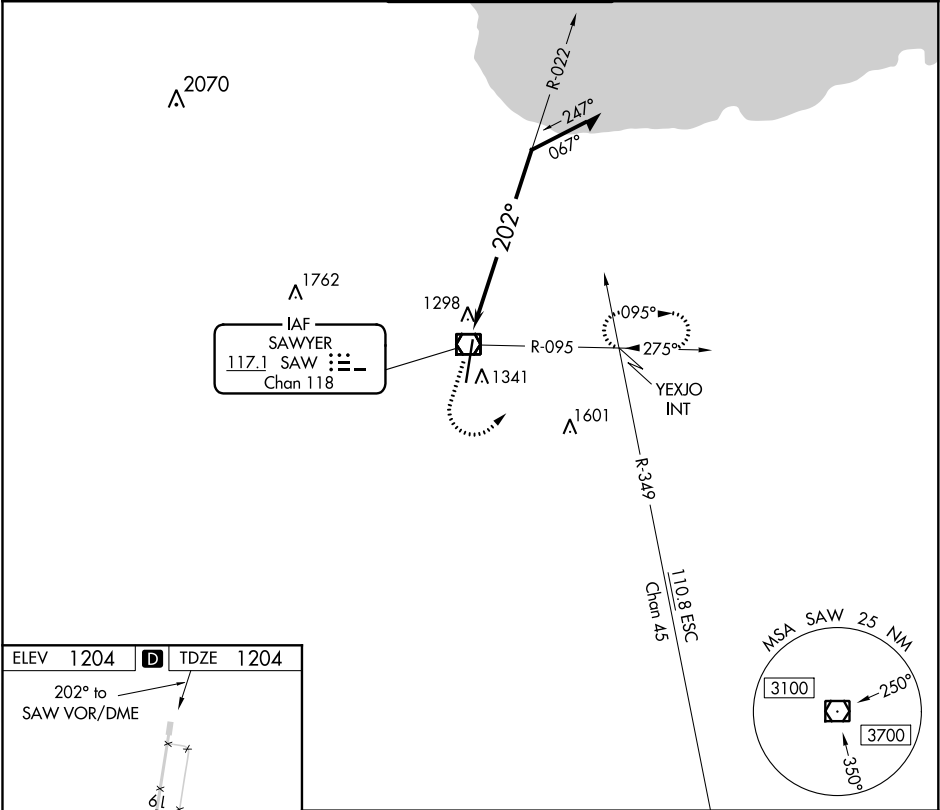 2070
R-022
247°
067°
202°
1762
1298
IAF
SAWYER
117.1 SAW
Chan 118
R-095
095°
275°
1341
YEXJO
INT
1601
R-349
110.8 ESC
Chan 45
MSA SAW 25 NM
3100
250°
3700
350°
ELEV 1204 D TDZE 1204
202° to
SAW VOR/DME
19